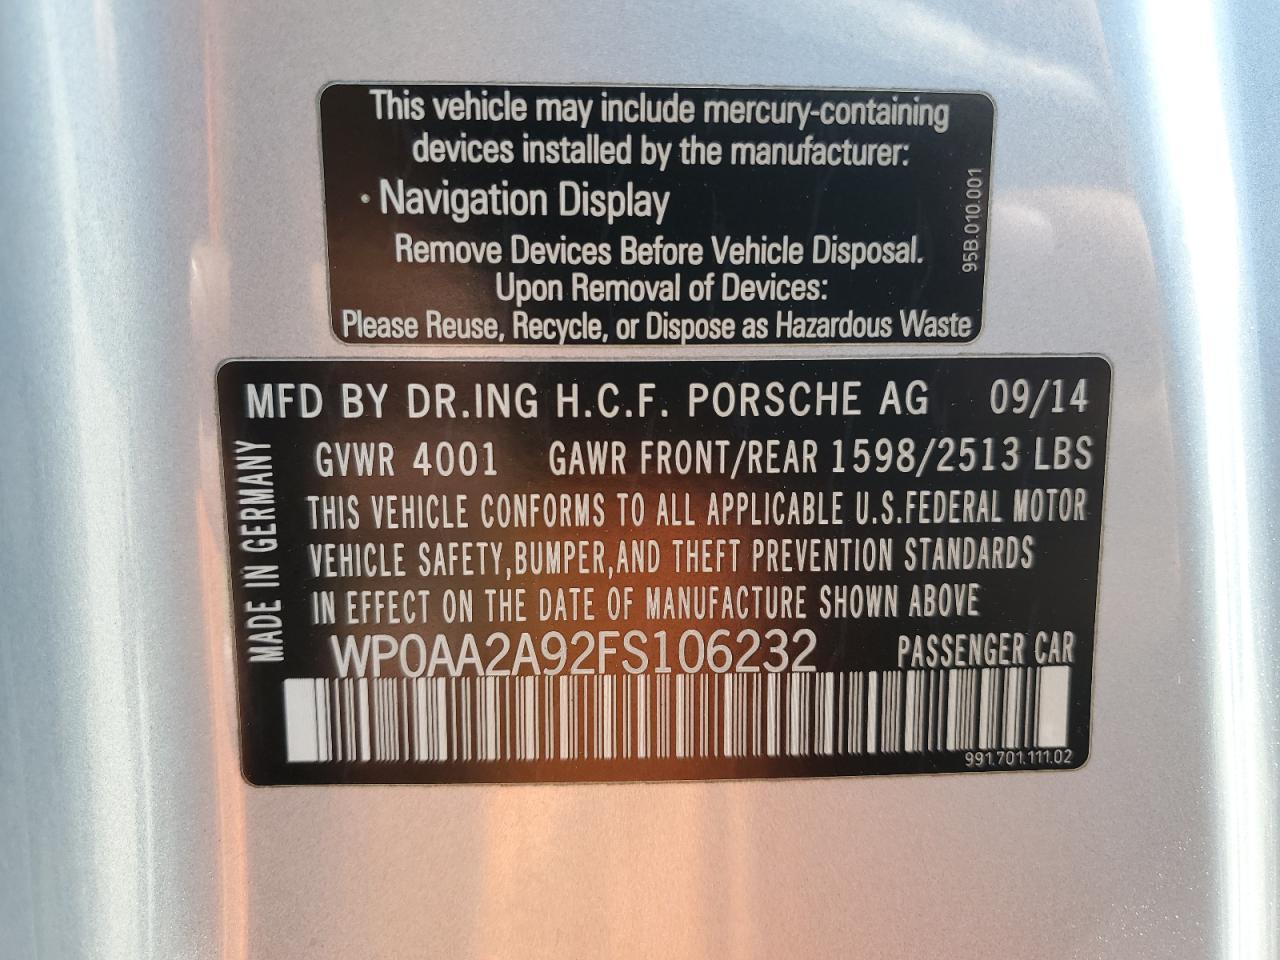 This vehicle may include mercury-containing
devices installed by the manufacturer:
· Navigation Display
Remove Devices Before Vehicle Disposal.
Upon Removal of Devices:
Please Reuse, Recycle, or Dispose as Hazardous Waste
95B.010.001
MFD BY DR.ING H.C.F. PORSCHE AG 09/14
GVWR 4001 GAWR FRONT/REAR 1598/2513 LBS
THIS VEHICLE CONFORMS TO ALL APPLICABLE U.S.FEDERAL MOTOR
VEHICLE SAFETY,BUMPER,AND THEFT PREVENTION STANDARDS
IN EFFECT ON THE DATE OF MANUFACTURE SHOWN ABOVE
MADE IN GERMANY
WP0AA2A92FS106232 PASSENGER CAR
991.701.111.02